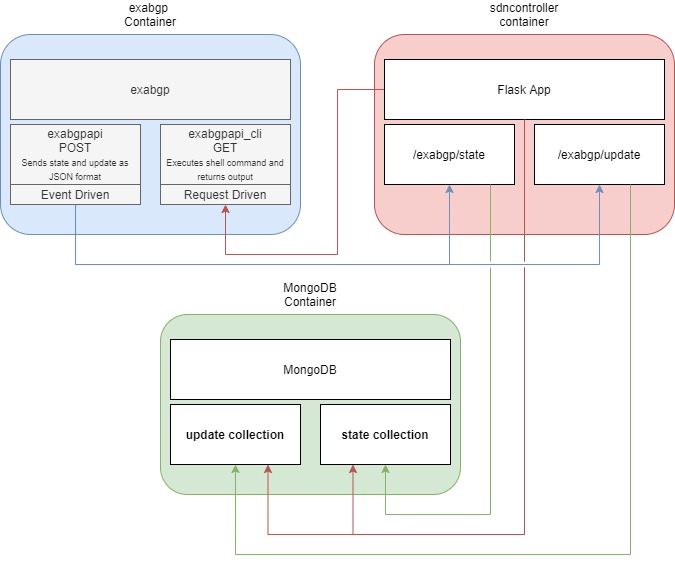 exabgp
Container
sdncontroller
container
exabgp
Flask App
exabgpapi
POST
Sends state and update as
JSON format
Event Driven
exabgpapi_cli
GET
Executes shell command and
returns output
Request Driven
/exabgp/state
/exabgp/update
MongoDB
Container
MongoDB
update collection
state collection